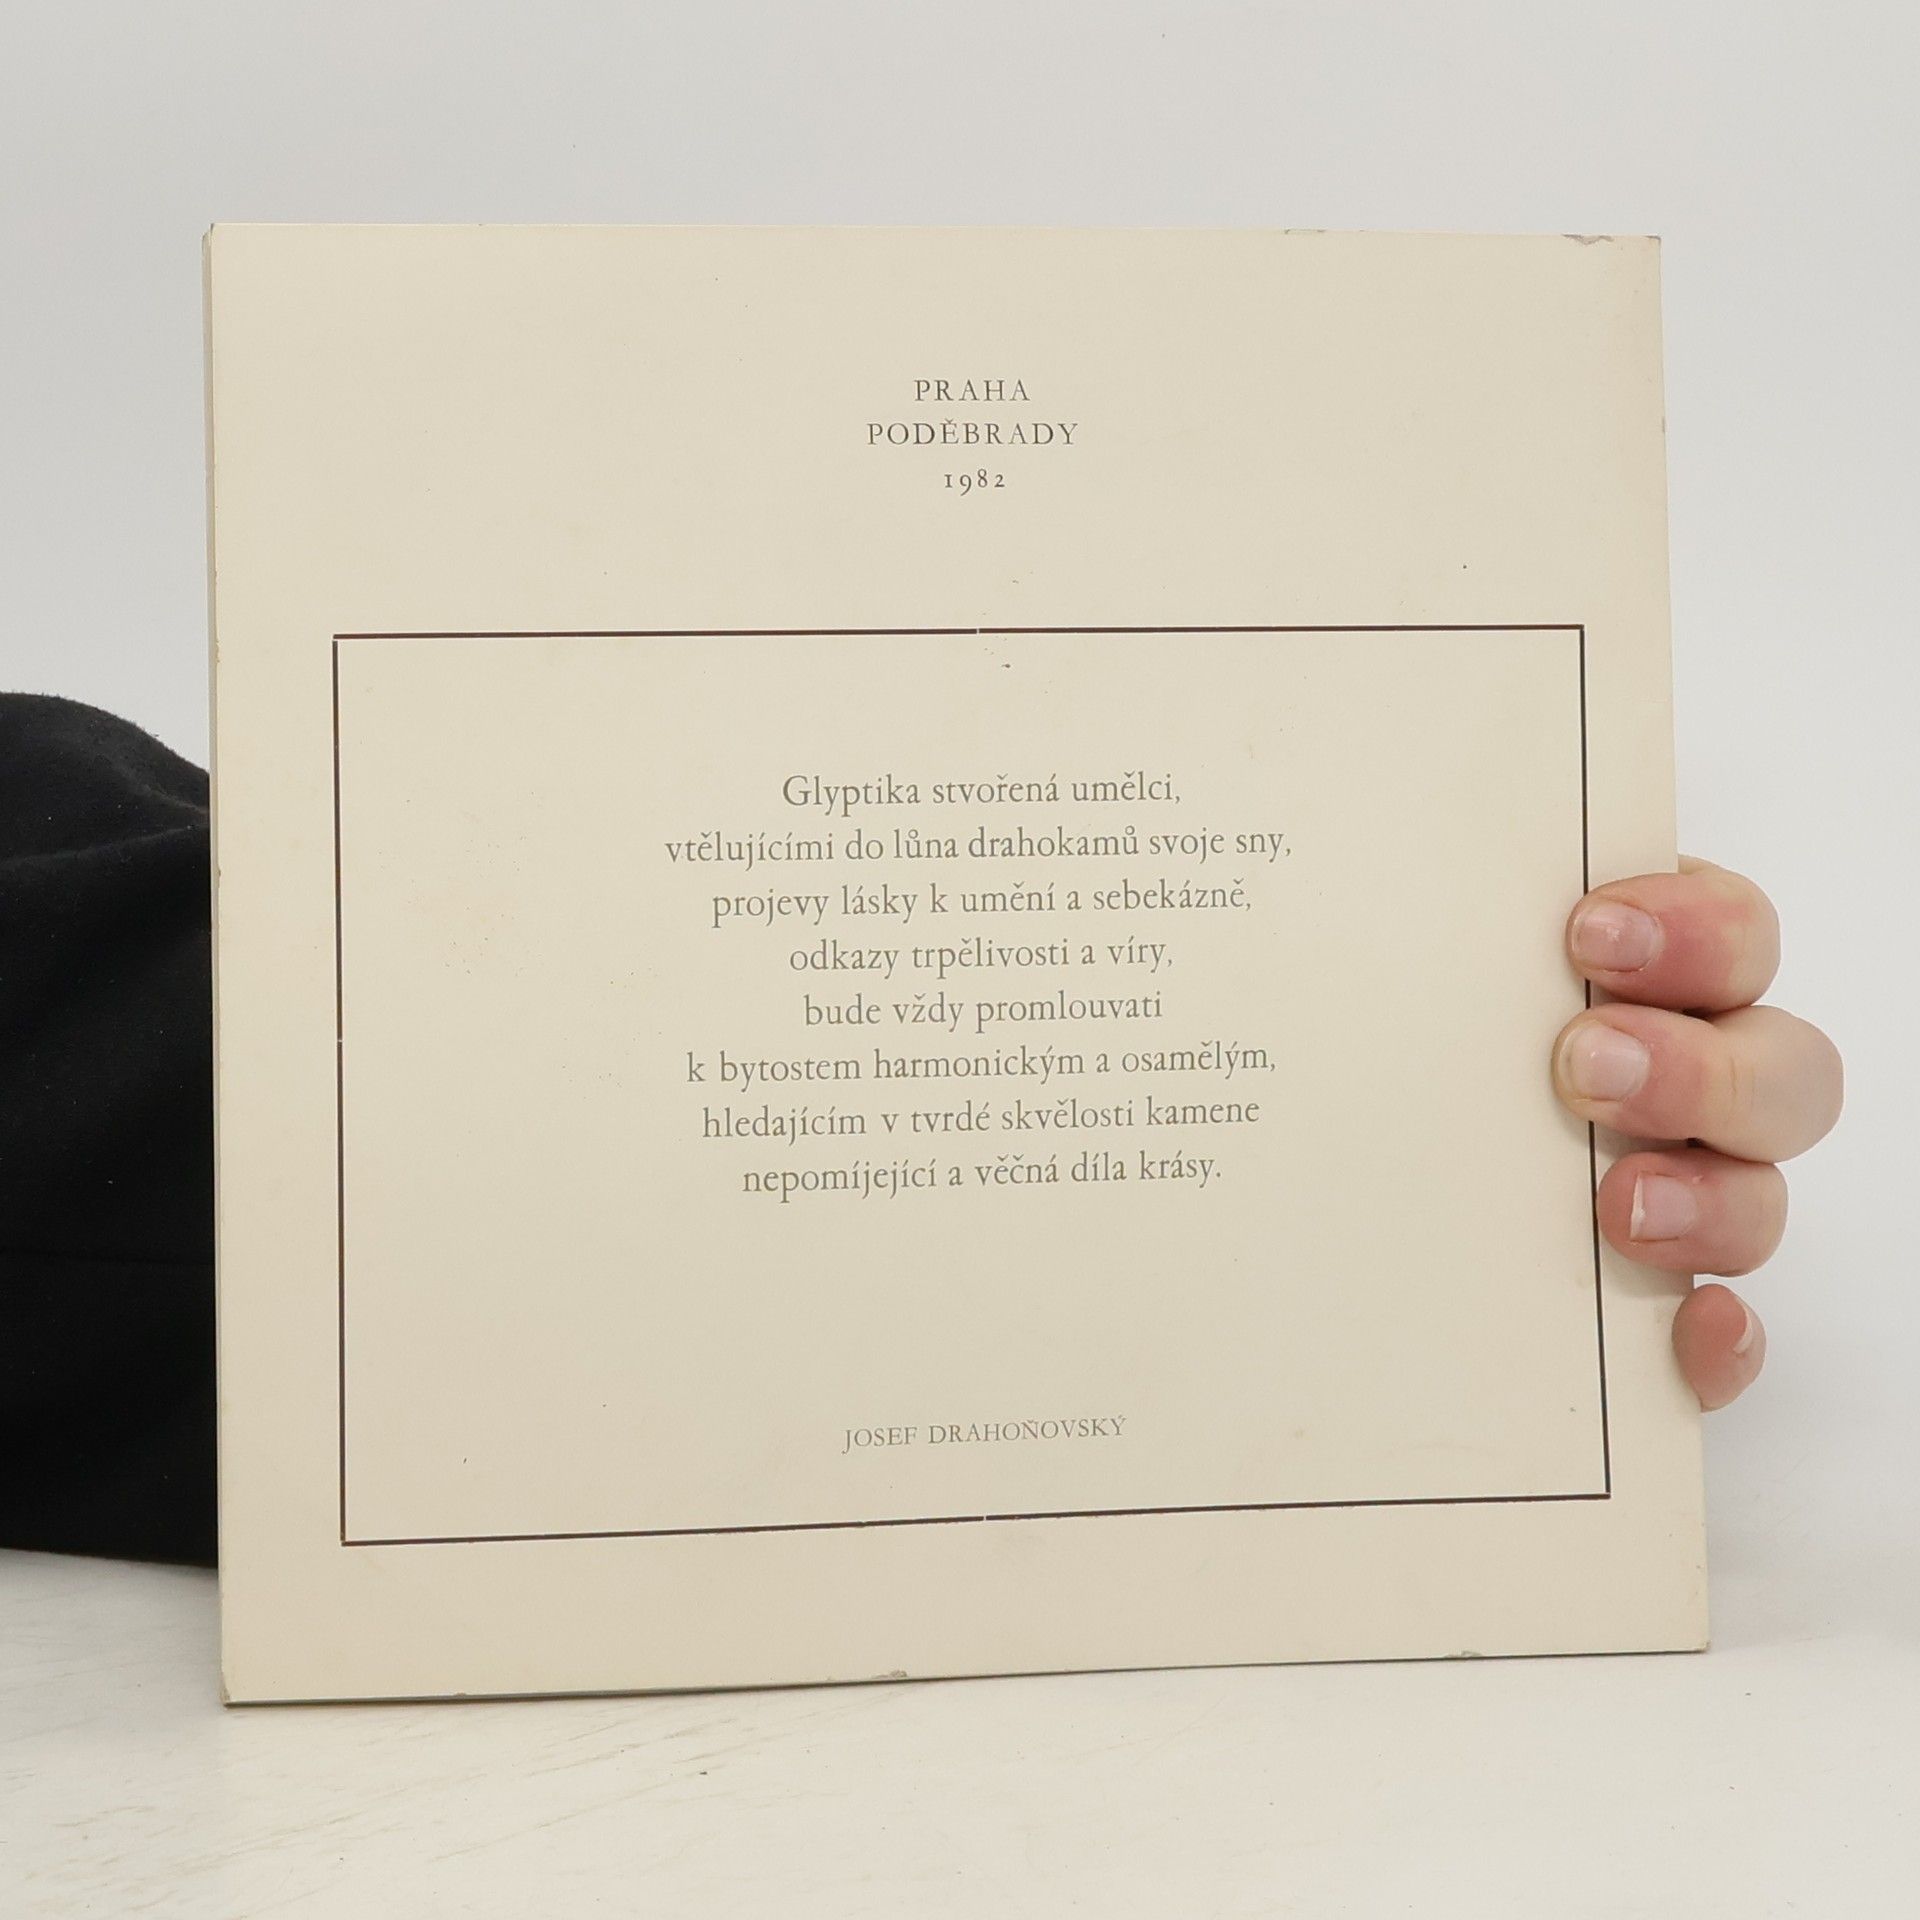 PRAHA
PODĚBRADY
1982
Glyptika stvořená umělci,
vtělujícími do lůna drahokamů svoje sny,
projevy lásky k umění a sebekázně,
odkazy trpělivosti a víry,
bude vždy promlouvati
k bytostem harmonickým a osamělým,
hledajícím v tvrdé skvělosti kamene
nepomíjející a věčná díla krásy.
JOSEF DRAHOŇOVSKÝ